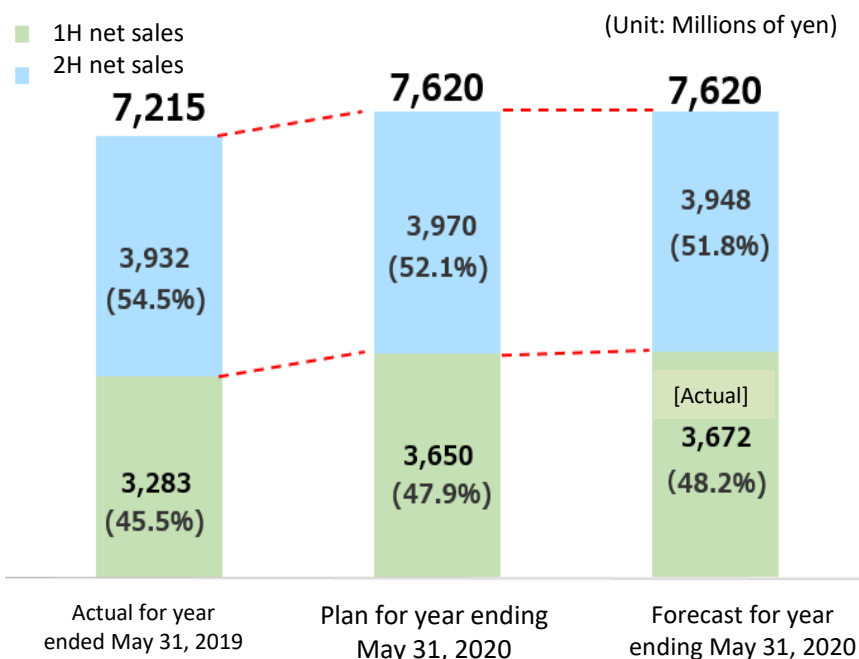 1H net sales
2H net sales
(Unit: Millions of yen)
7,215
7,620
7,620
3,932
(54.5%)
3,970
(52.1%)
3,948
(51.8%)
[Actual]
3,283
(45.5%)
3,650
(47.9%)
3,672
(48.2%)
Actual for year
ended May 31, 2019
Plan for year ending
May 31, 2020
Forecast for year
ending May 31, 2020